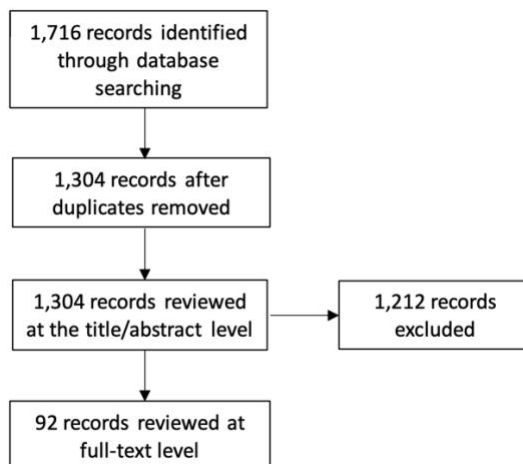 1,716 records identified
through database
searching
1,304 records after
duplicates removed
1,304 records reviewed
at the title/abstract level
1,212 records
excluded
92 records reviewed at
full-text level